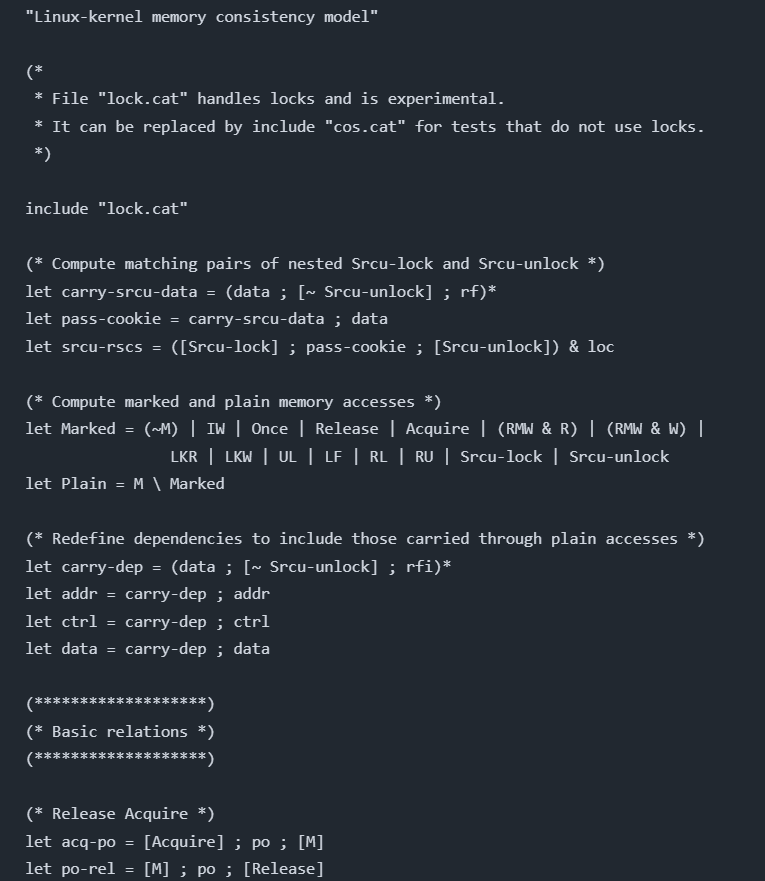 "Linux-kernel memory consistency model"
(*
 * File "lock.cat" handles locks and is experimental.
 * It can be replaced by include "cos.cat" for tests that do not use locks.
 *)
include "lock.cat"
(* Compute matching pairs of nested Srcu-lock and Srcu-unlock *)
let carry-srcu-data = (data ; [~ Srcu-unlock] ; rf)*
let pass-cookie = carry-srcu-data ; data
let srcu-rscs = ([Srcu-lock] ; pass-cookie ; [Srcu-unlock]) & loc
(* Compute marked and plain memory accesses *)
let Marked = (~M) | IW | Once | Release | Acquire | (RMW & R) | (RMW & W) |
                LKR | LKW | UL | LF | RL | RU | Srcu-lock | Srcu-unlock
let Plain = M \ Marked
(* Redefine dependencies to include those carried through plain accesses *)
let carry-dep = (data ; [~ Srcu-unlock] ; rfi)*
let addr = carry-dep ; addr
let ctrl = carry-dep ; ctrl
let data = carry-dep ; data
(*******************)
(* Basic relations *)
(*******************)
(* Release Acquire *)
let acq-po = [Acquire] ; po ; [M]
let po-rel = [M] ; po ; [Release]